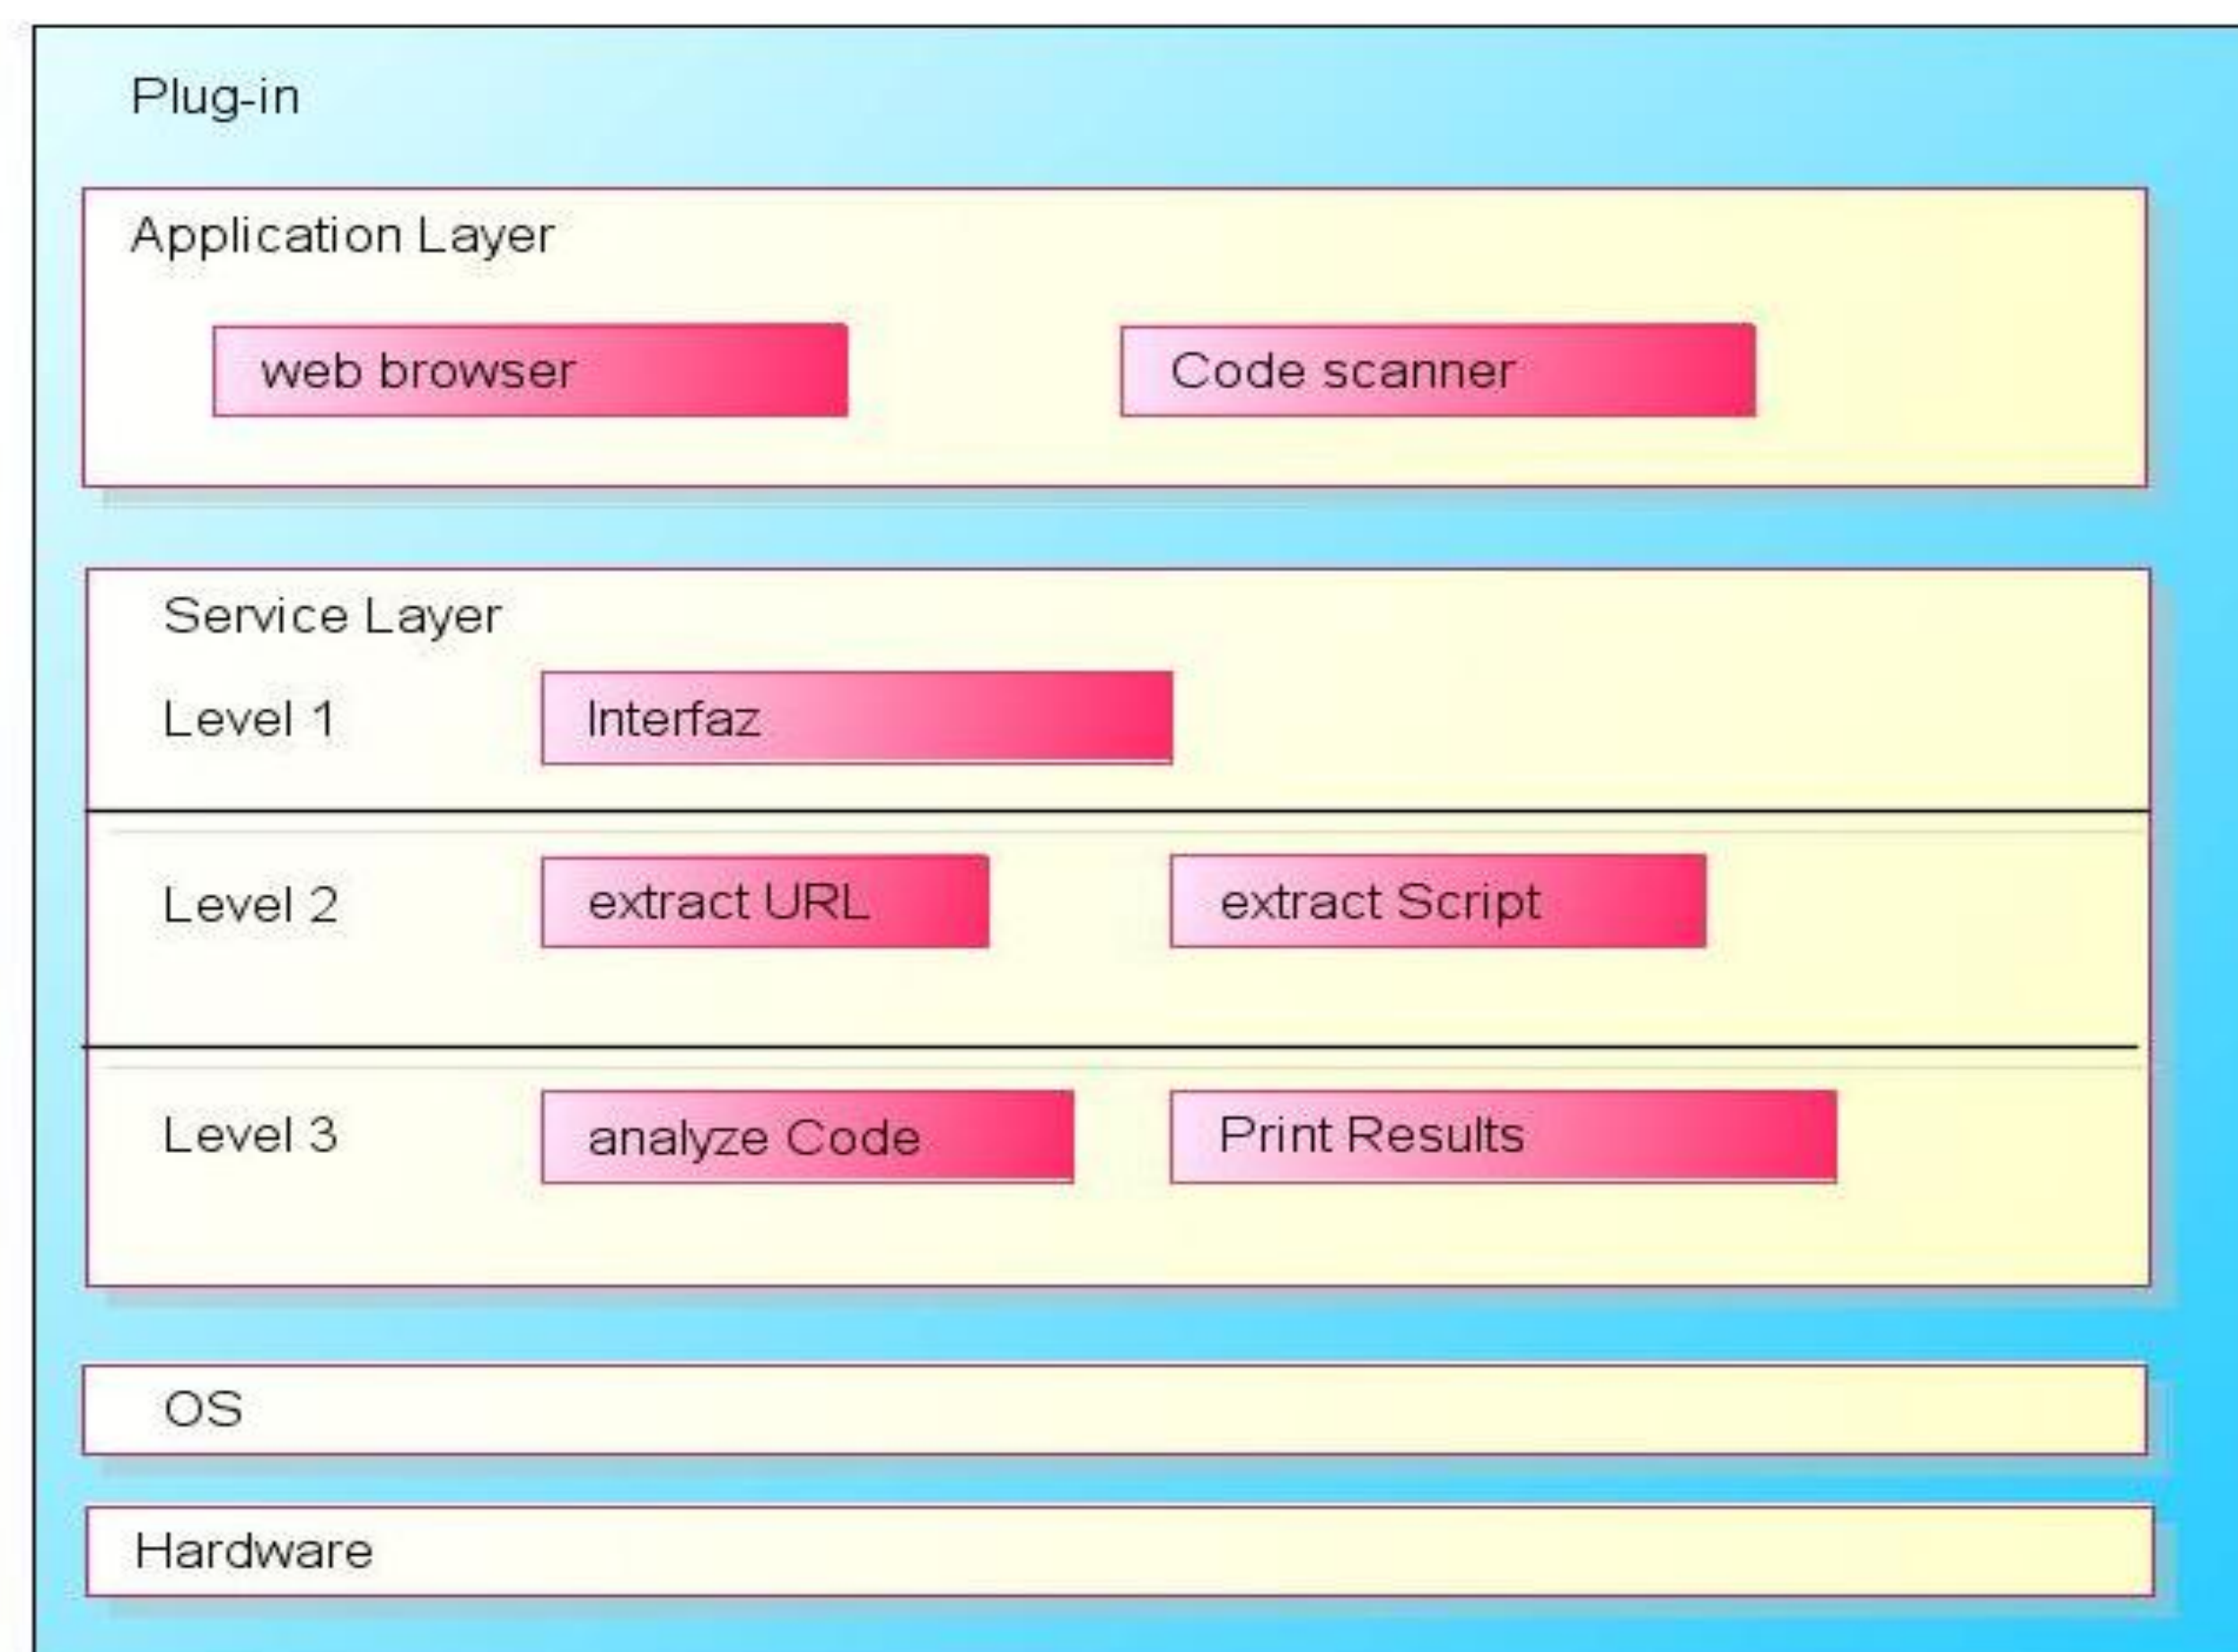 Plug-in
Application Layer
web browser
Code scanner
Service Layer
Level 1
Interfaz
Level 2
extract URL
extract Script
Level 3
analyze Code
Print Results
OS
Hardware